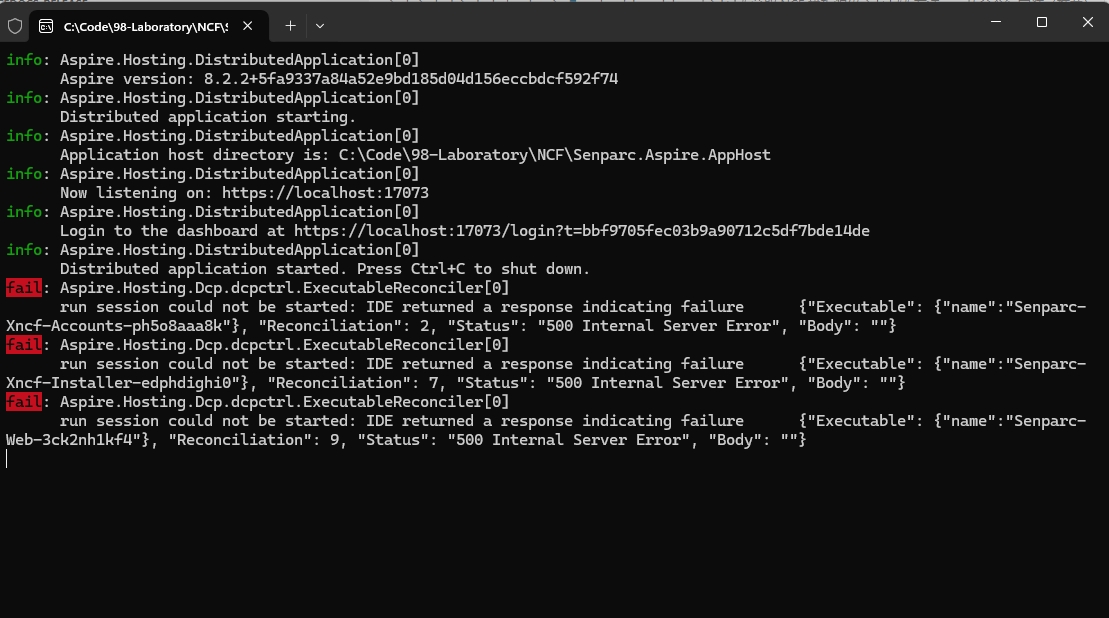 C:\Code\98-Laboratory\NCF\S
info: Aspire.Hosting.DistributedApplication[0]
Aspire version: 8.2.2+5fa9337a84a52e9bd185d04d156eccbdcf592f74
info: Aspire.Hosting.DistributedApplication[0]
Distributed application starting.
info: Aspire.Hosting.DistributedApplication[0]
Application host directory is: C:\Code\98-Laboratory\NCF\Senparc.Aspire.AppHost
info: Aspire.Hosting.DistributedApplication[0]
Now listening on: https://localhost:17073
info: Aspire.Hosting.DistributedApplication[0]
Login to the dashboard at https://localhost:17073/login?t=bbf9705fec03b9a90712c5df7bde14de
info: Aspire.Hosting.DistributedApplication[0]
Distributed application started. Press Ctrl+C to shut down.
fail: Aspire.Hosting.Dcp.dcpctrl.ExecutableReconciler[0]
run session could not be started: IDE returned a response indicating failure {"Executable": {"name":"Senparc-
Xncf-Accounts-ph5o8aaa8k"}, "Reconciliation": 2, "Status": "500 Internal Server Error", "Body": ""}
fail: Aspire.Hosting.Dcp.dcpctrl.ExecutableReconciler[0]
run session could not be started: IDE returned a response indicating failure {"Executable": {"name":"Senparc-
Xncf-Installer-edphdighi0"}, "Reconciliation": 7, "Status": "500 Internal Server Error", "Body": ""}
fail: Aspire.Hosting.Dcp.dcpctrl.ExecutableReconciler[0]
run session could not be started: IDE returned a response indicating failure {"Executable": {"name":"Senparc-
Web-3ck2nh1kf4"}, "Reconciliation": 9, "Status": "500 Internal Server Error", "Body": ""}